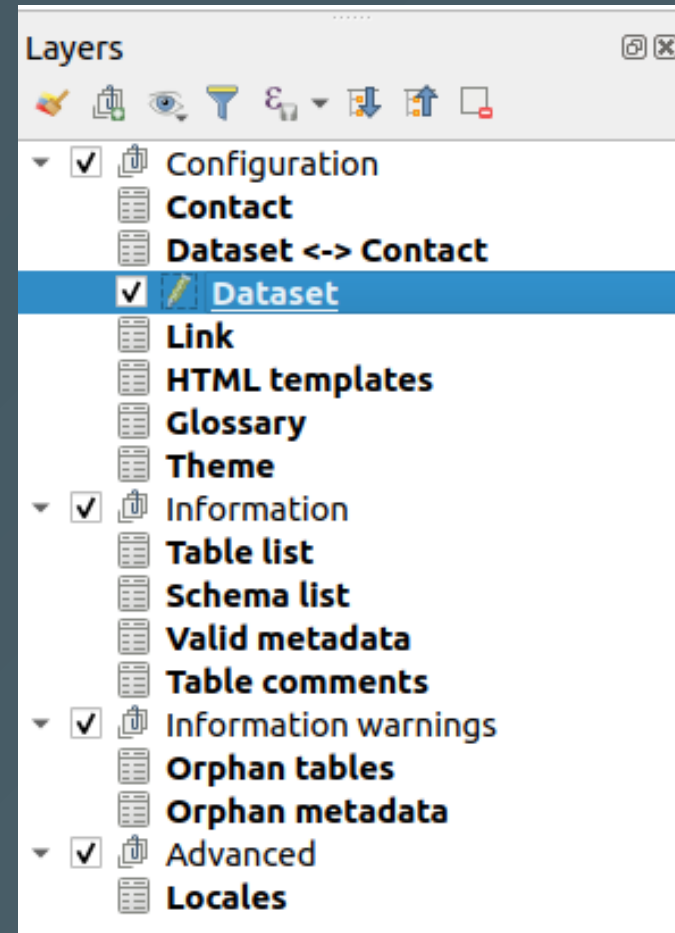 Layers
Configuration
Contact
Dataset <-> Contact
Dataset
Link
HTML templates
Glossary
Theme
Information
Table list
Schema list
Valid metadata
Table comments
Information warnings
Orphan tables
Orphan metadata
Advanced
Locales